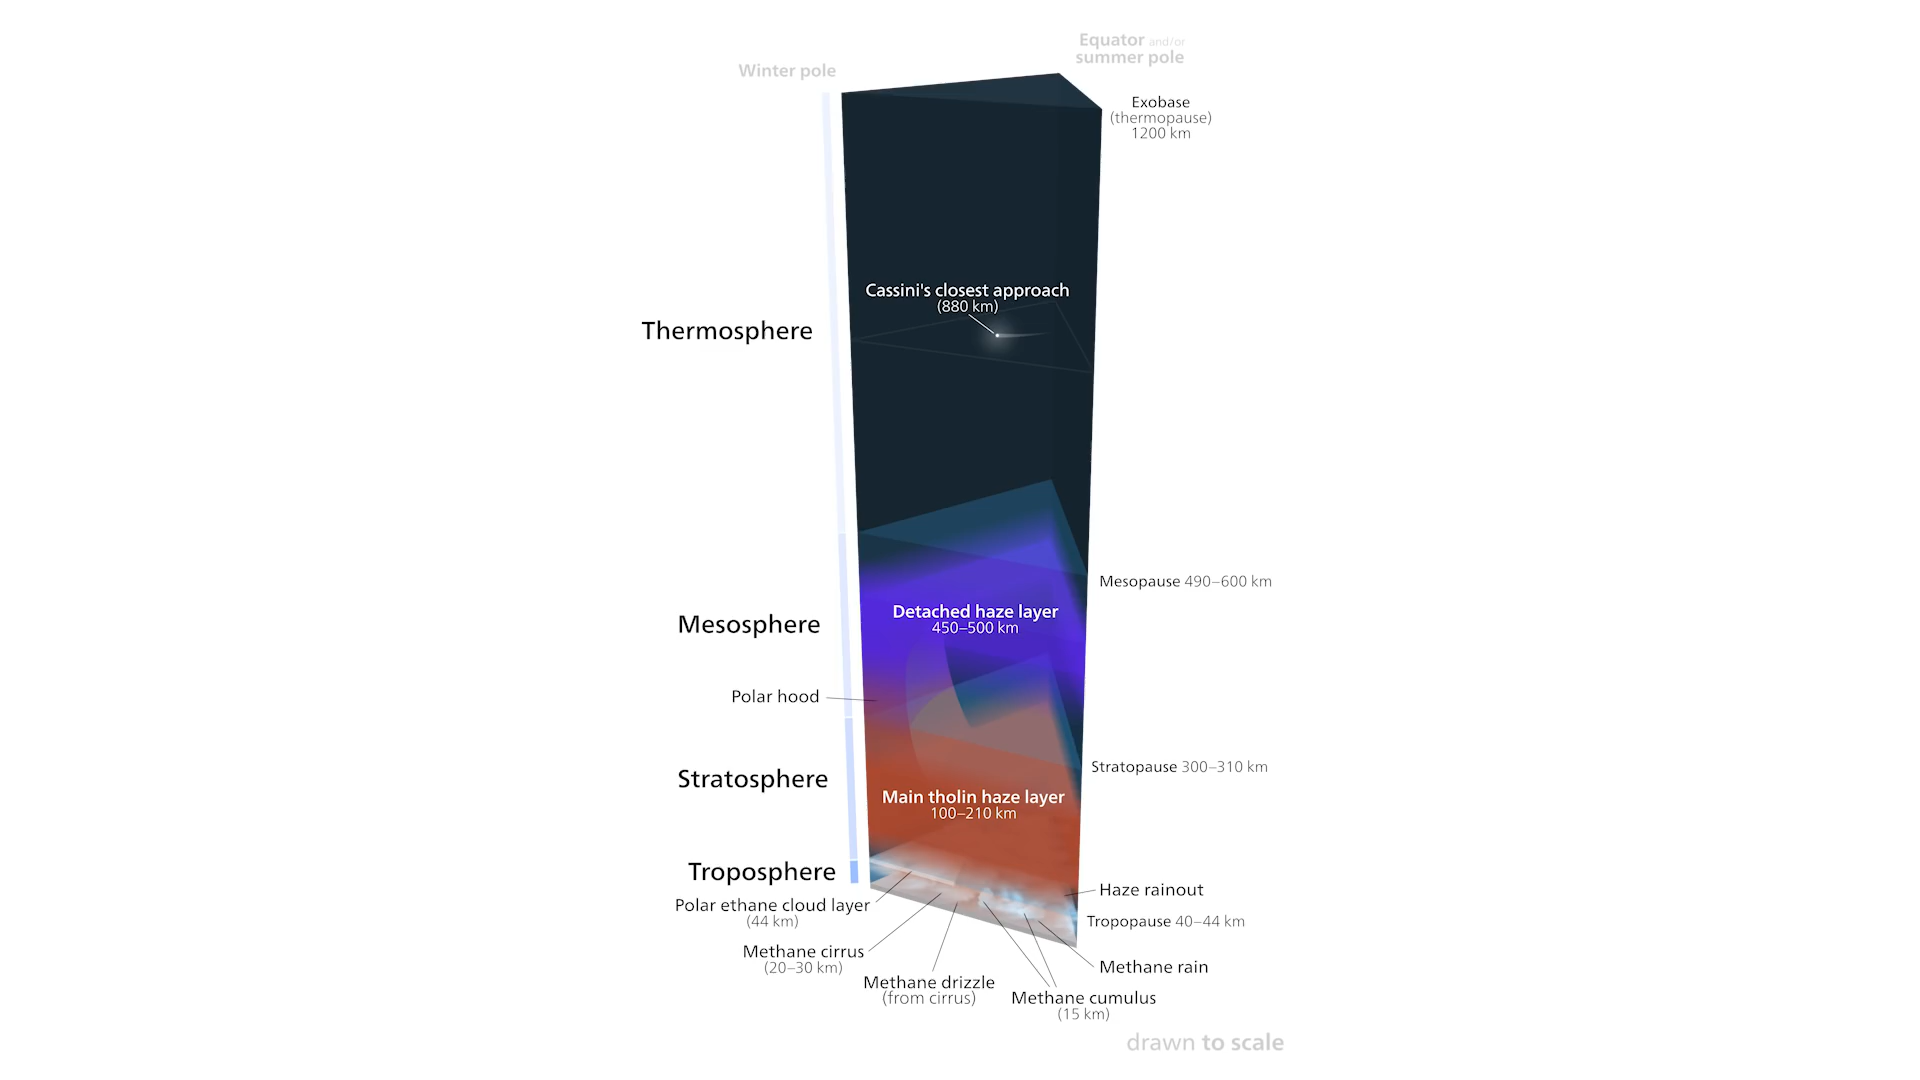 Equator and/or
summer pole
Winter pole
Exobase
(thermopause)
1200 km
Cassini's closest approach
(880 km)
Thermosphere
Mesopause 490–600 km
Detached haze layer
450–500 km
Mesosphere
Polar hood
Stratopause 300–310 km
Stratosphere
Main tholin haze layer
100–210 km
Troposphere
Haze rainout
Polar ethane cloud layer
(44 km)
Tropopause 40–44 km
Methane cirrus
(20–30 km)
Methane rain
Methane drizzle
(from cirrus)
Methane cumulus
(15 km)
drawn to scale